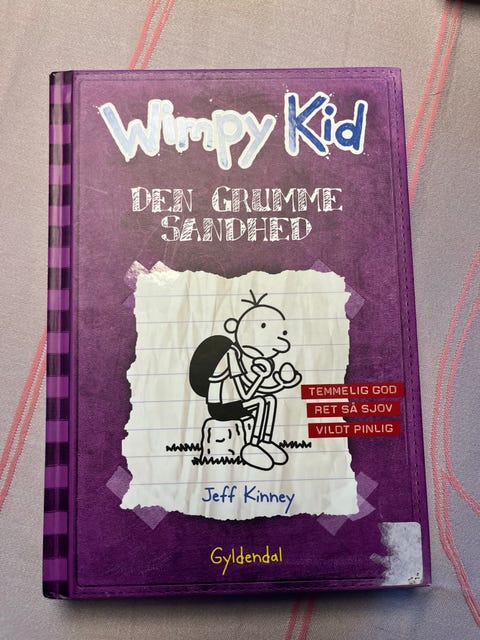 Wimpy Kid
DEN GRUMME
SANDHED
TEMMELIG GOD
RET SÅ SJOV
VILDT PINLIG
Jeff Kinney
Gyldendal